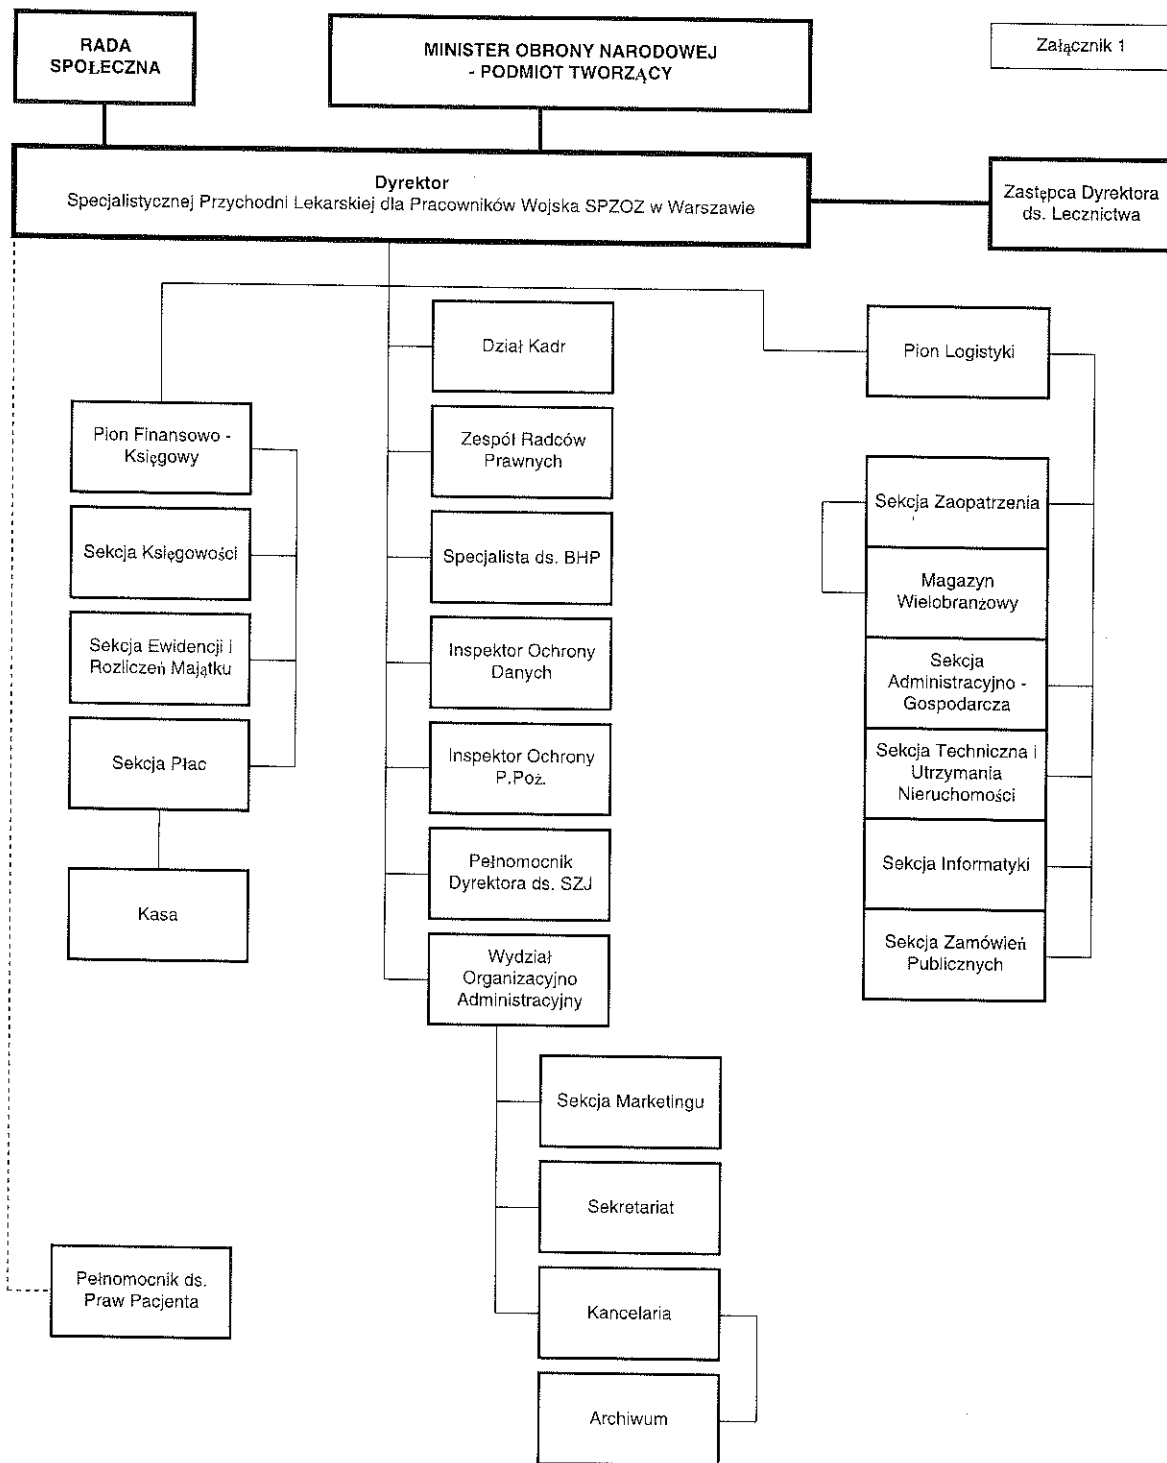 RADA
SPOŁECZNA
MINISTER OBRONY NARODOWEJ
- PODMIOT TWORZĄCY
Załącznik 1
Dyrektor
Specjalistycznej Przychodni Lekarskiej dla Pracowników Wojska SPZOZ w Warszawie
Zastępca Dyrektora
ds. Lecznictwa
Dział Kadr
Pion Logistyki
Pion Finansowo -
Księgowy
Zespół Radców
Prawnych
Sekcja Zaopatrzenia
Sekcja Księgowości
Specjalista ds. BHP
Magazyn
Wielobranżowy
Sekcja Ewidencji i
Rozliczeń Majątku
Inspektor Ochrony
Danych
Sekcja
Administracyjno -
Gospodarcza
Sekcja Płac
Inspektor Ochrony
P.Poż.
Sekcja Techniczna i
Utrzymania
Nieruchomości
Kasa
Pełnomocnik
Dyrektora ds. SZJ
Sekcja Informatyki
Wydział
Organizacyjno
Administracyjny
Sekcja Zamówień
Publicznych
Sekcja Marketingu
Sekretariat
Pełnomocnik ds.
Praw Pacjenta
Kancelaria
Archiwum